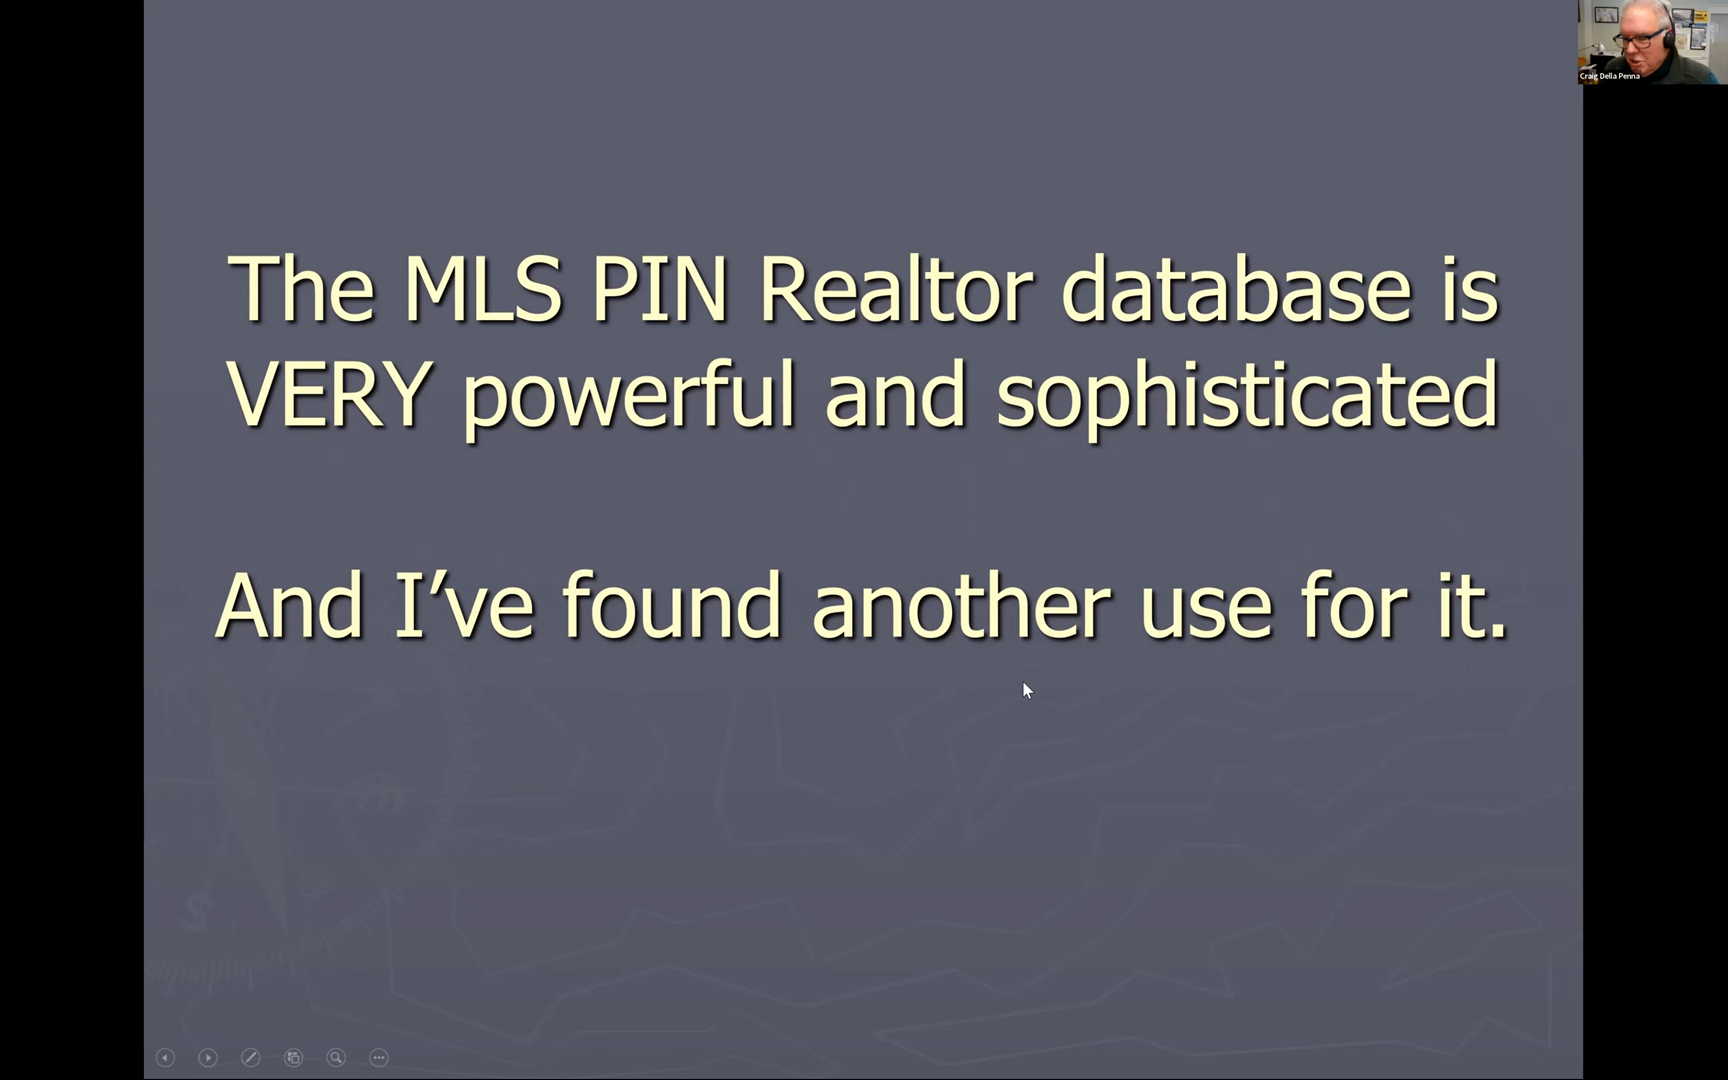 Craig Della Penna
The MLS PIN Realtor database is
VERY powerful and sophisticated
And I’ve found another use for it.